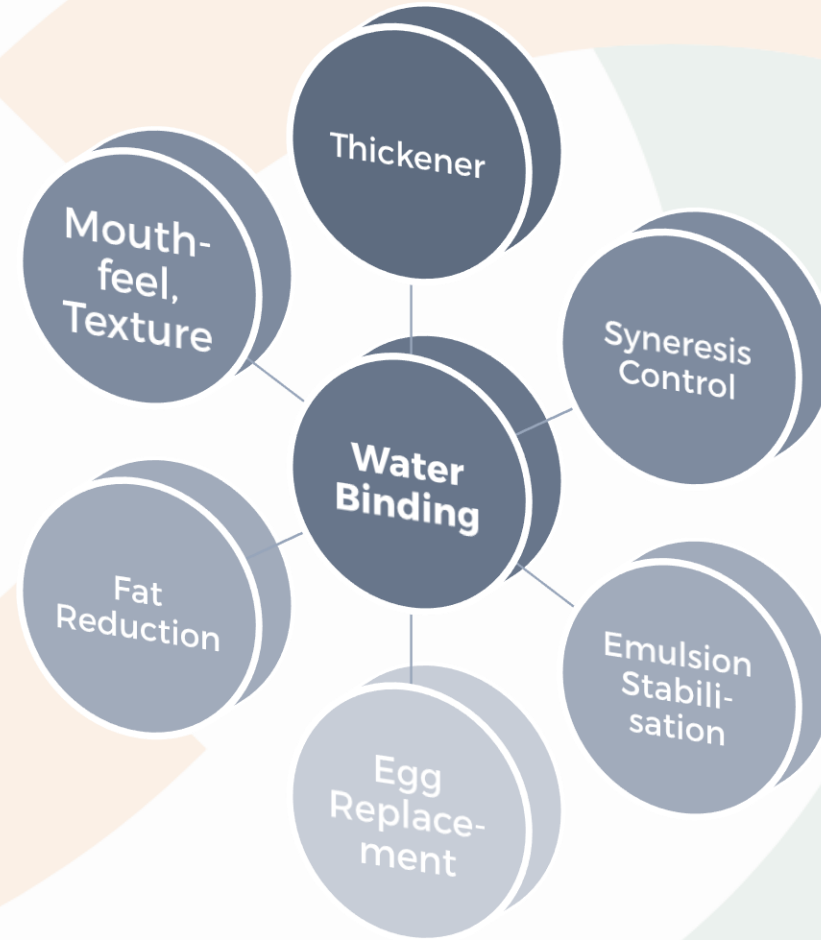 Thickener
Mouth-
feel,
Texture
Syneresis
Control
Water
Binding
Fat
Reduction
Emulsion
Stabili-
sation
Egg
Replace-
ment